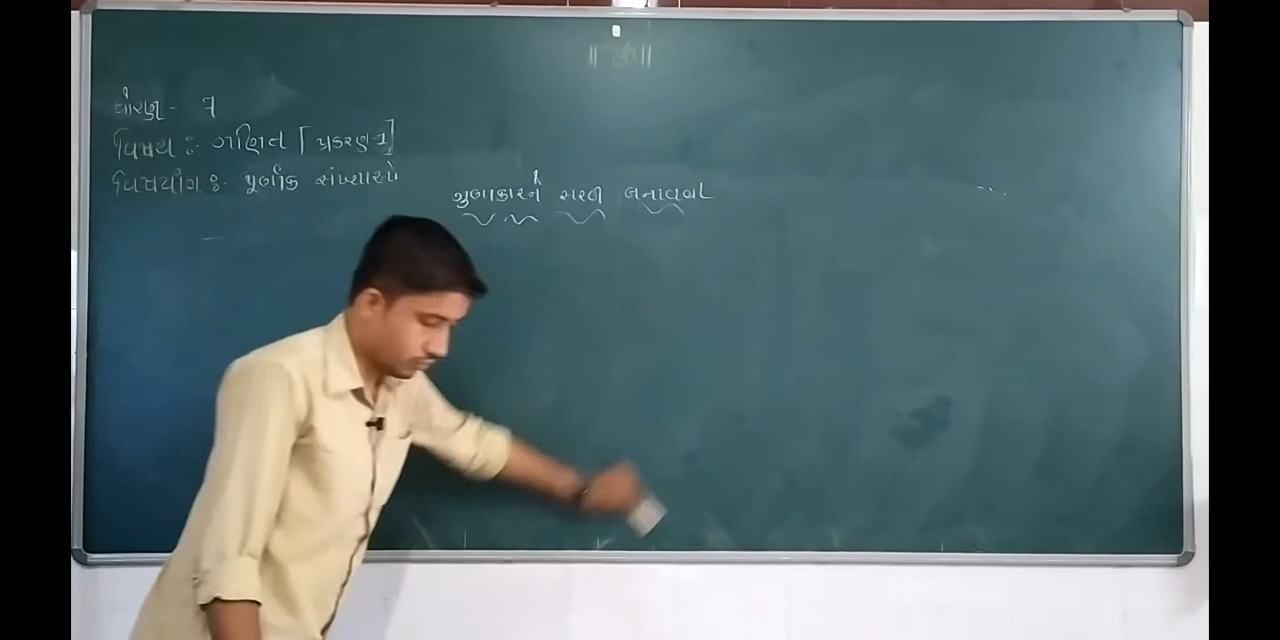 ॥ ૐ ॥
ધોરણ - 7
વિષય :- ગણિત [ પ્રકરણ-1]
વિષયાંગ :- પૂર્ણાંક સંખ્યાઓ
ગુણાકારને સરળ બનાવવા